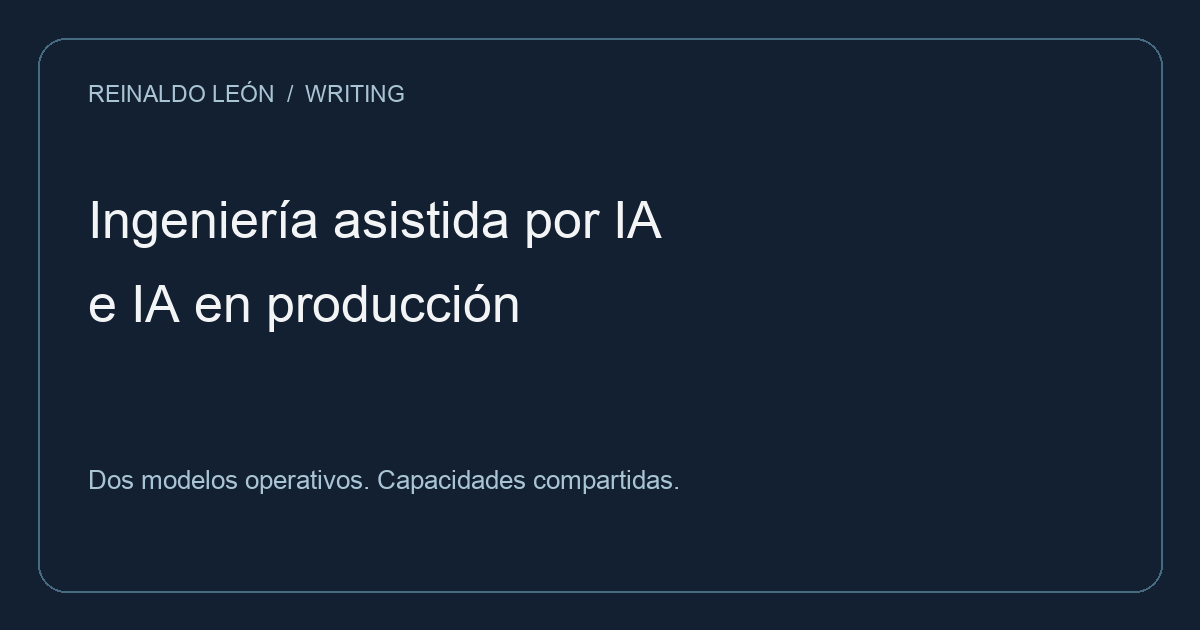 REINALDO LEÓN / WRITING
Ingeniería asistida por IA
e IA en producción
Dos modelos operativos. Capacidades compartidas.